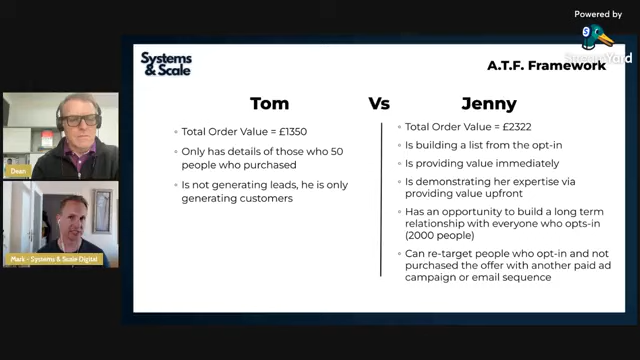 Powered by
StreamYard
Systems
& Scale
A.T.F. Framework
Tom Vs Jenny
Total Order Value = £1350
Only has details of those who 50
people who purchased
Is not generating leads, he is only
generating customers
Total Order Value = £2322
Is building a list from the opt-in
Is providing value immediately
Is demonstrating her expertise via
providing value upfront
Has an opportunity to build a long term
relationship with everyone who opts-in
(2000 people)
Can re-target people who opt-in and not
purchased the offer with another paid ad
campaign or email sequence
Dean
Mark - Systems & Scale Digital